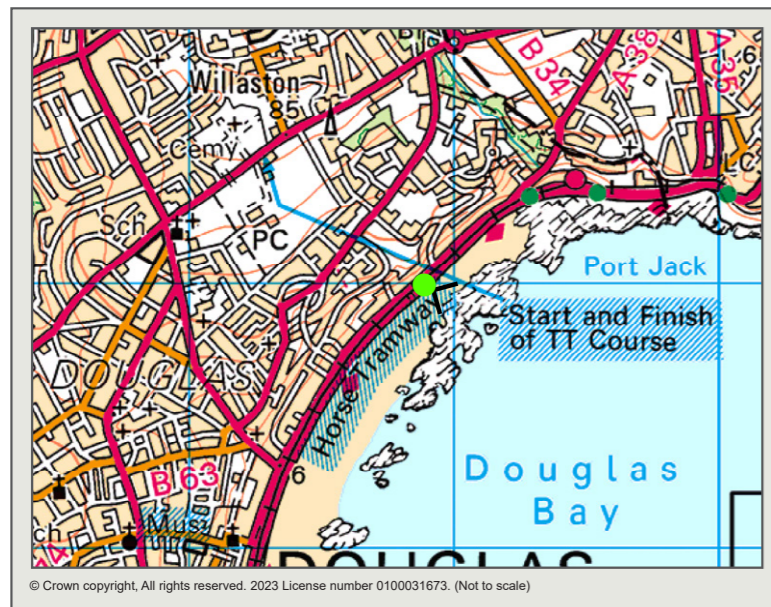 B 34
A 38
A 35
Willaston
85
Cemy
LC
Sch
PC
Port Jack
Start and Finish
of TT Course
Horse Tramway
DOUGLAS
6
B 63
Douglas
Bay
Mus
ch
DOUGLAS
© Crown copyright, All rights reserved. 2023 License number 0100031673. (Not to scale)